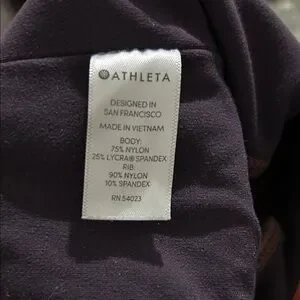 ATHLETA
DESIGNED IN
SAN FRANCISCO
MADE IN VIETNAM
BODY:
75% NYLON
25% LYCRA® SPANDEX
RIB:
90% NYLON
10% SPANDEX
RN 54023